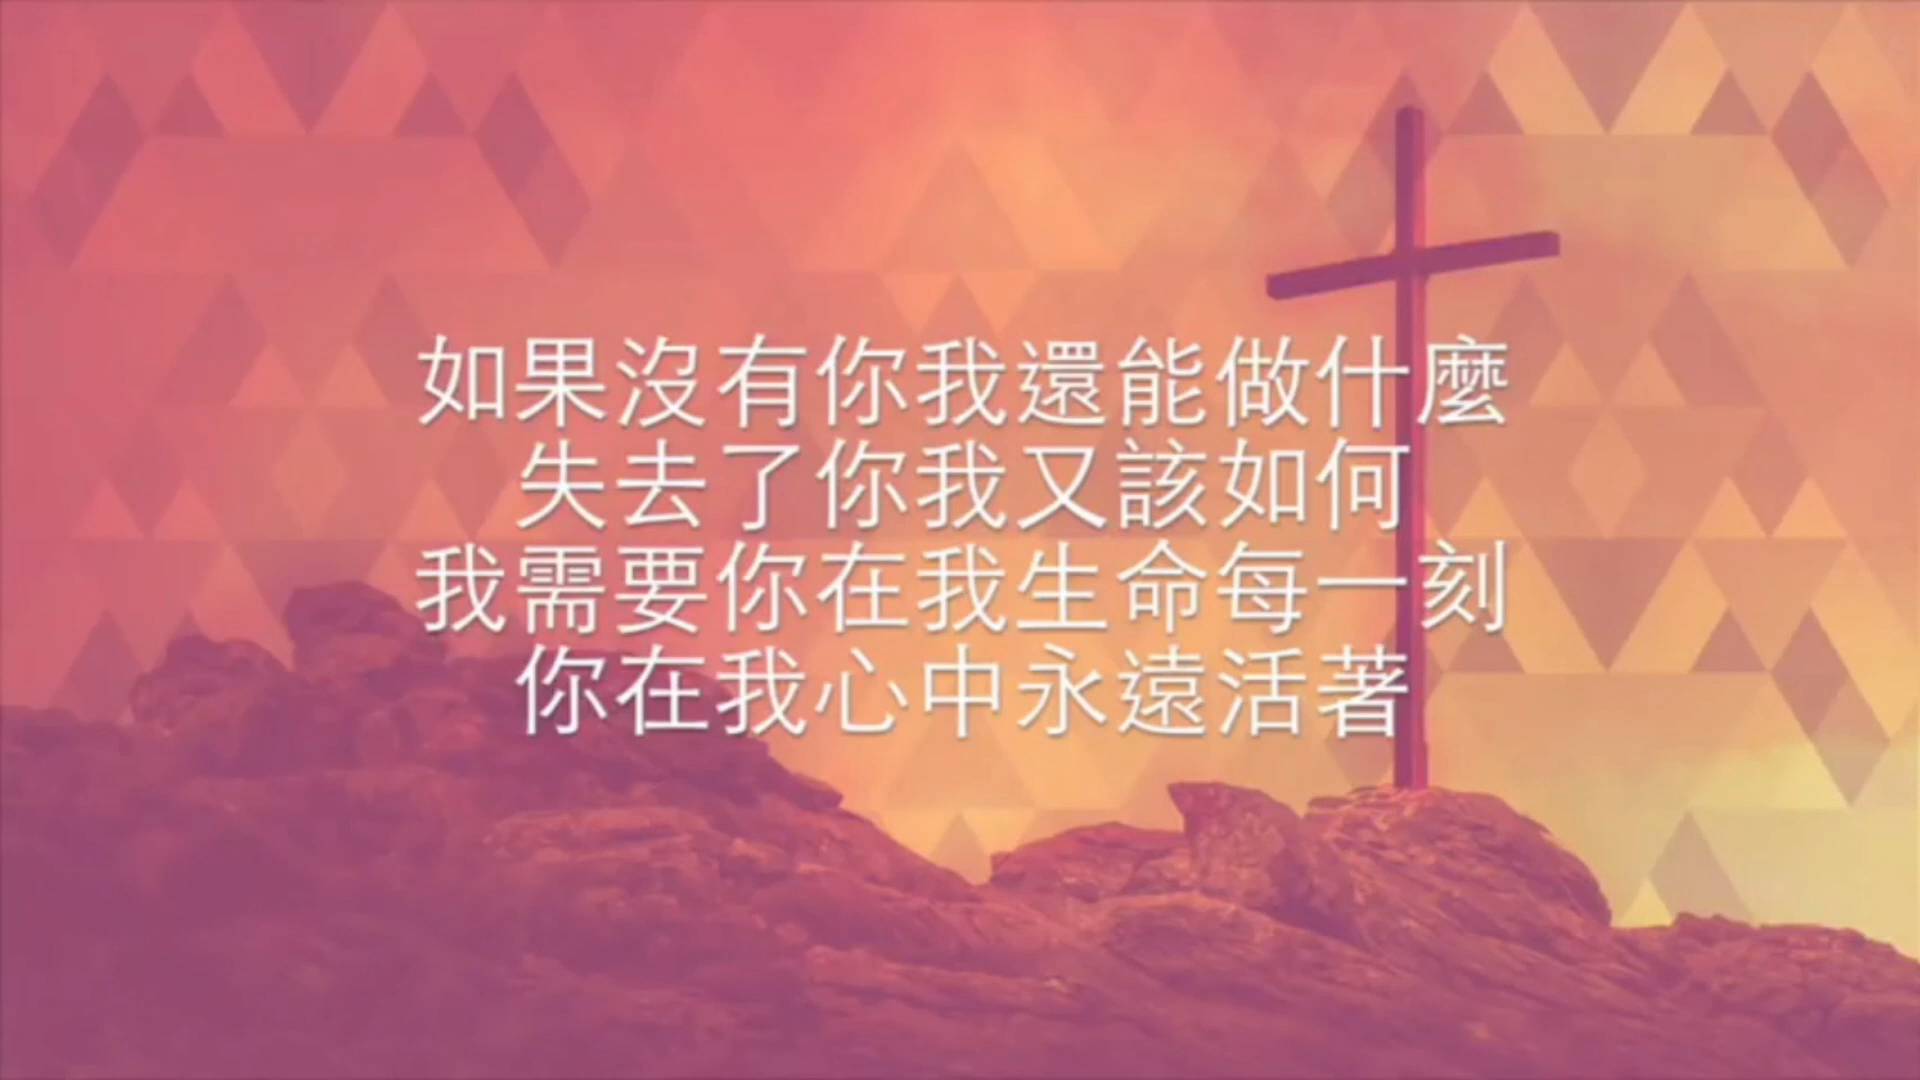 如果沒有你我還能做什麼
失去了你我又該如何
我需要你在我生命每一刻
你在我心中永遠活著